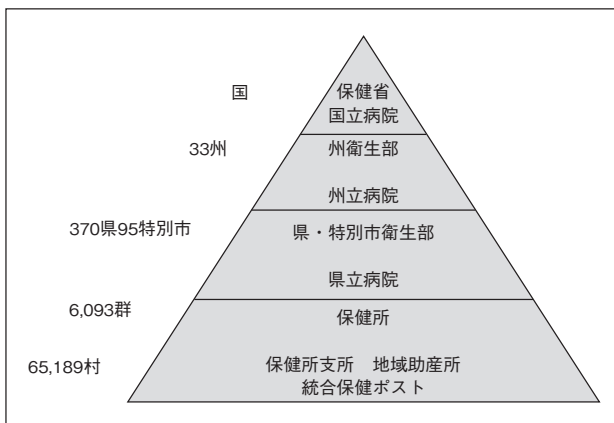 国
保健省
国立病院
33州
州衛生部
州立病院
370県95特別市
県・特別市衛生部
県立病院
6,093群
保健所
65,189村
保健所支所　地域助産所
統合保健ポスト